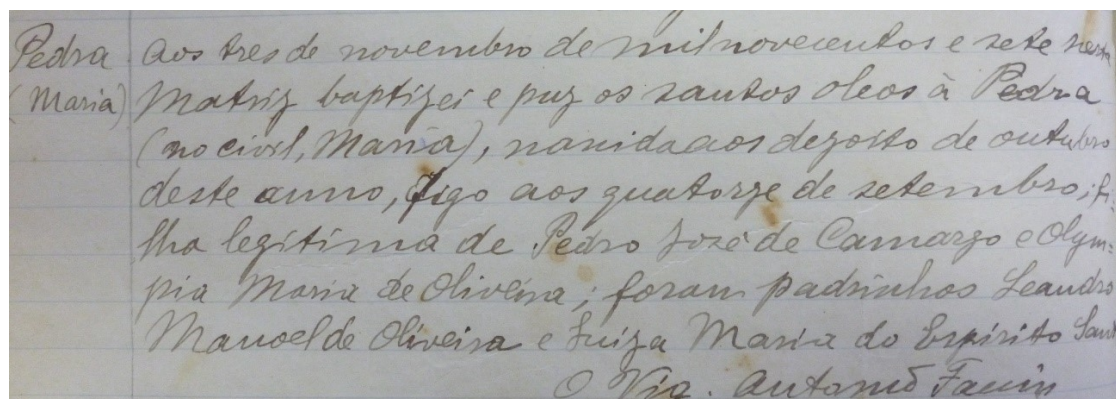 Pedra
(Maria)
Aos tres de novembro de mil novecentos e sete nesta
Matriz baptizei e puz os santos oleos à Pedra
(no civil, Maria), nascida aos dezoito de outubro
deste anno, digo aos quatorze de setembro; fi-
lha legitima de Pedro José de Camargo e Olym-
pia Maria de Oliveira; foram padrinhos Leandro
Manoel de Oliveira e Luiza Maria do Espirito Sant
O Vig. Antonio